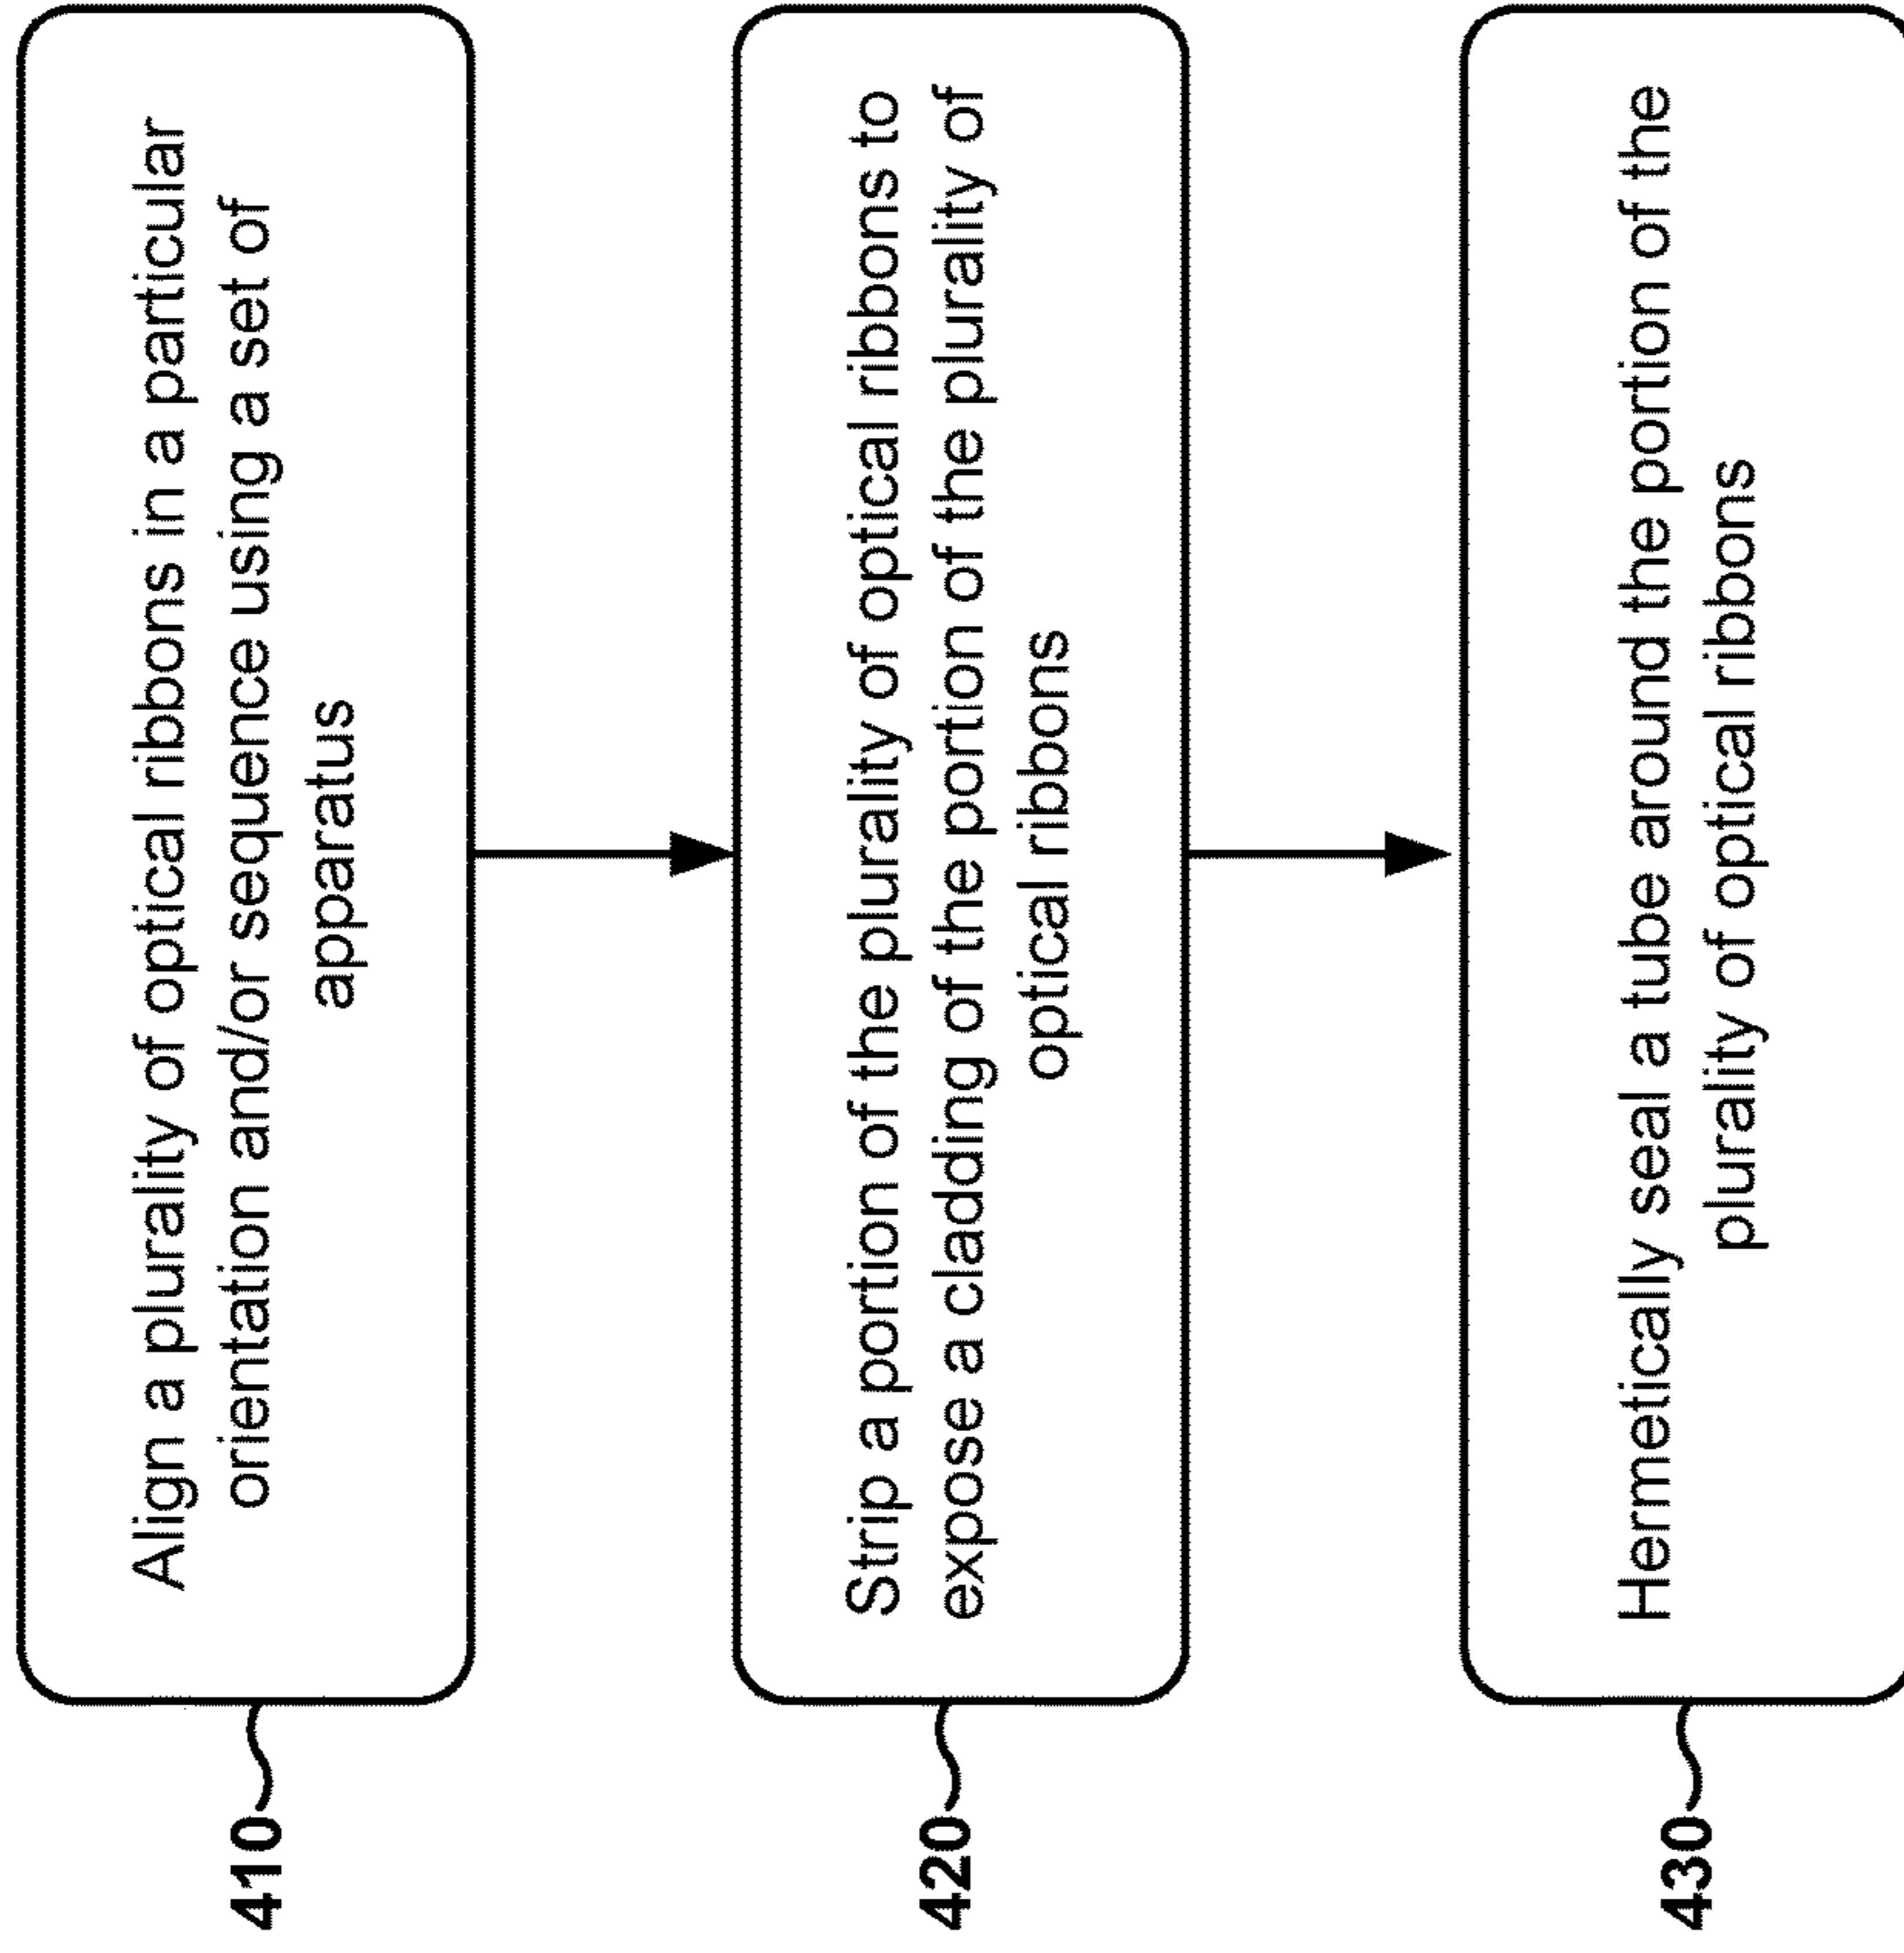 410
Align a plurality of optical ribbons in a particular
orientation and/or sequence using a set of
apparatus
420
Strip a portion of the plurality of optical ribbons to
expose a cladding of the portion of the plurality of
optical ribbons
430
Hermetically seal a tube around the portion of the
plurality of optical ribbons